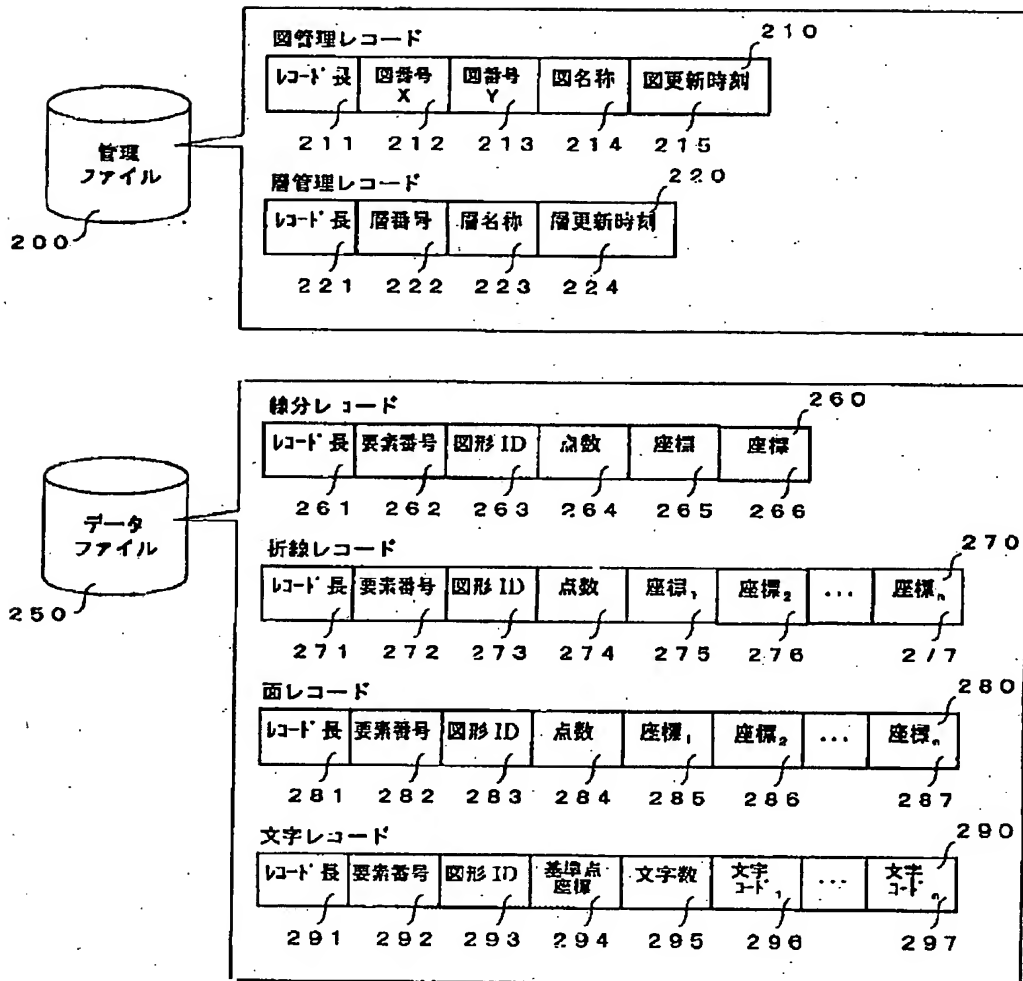 図管理レコード
210
レコード長 図番号X 図番号Y 図名称 図更新時刻
211 212 213 214 215
管理
ファイル
200
層管理レコード
220
レコード長 層番号 層名称 層更新時刻
221 222 223 224
線分レコード
260
レコード長 要素番号 図形ID 点数 座標 座標
261 262 263 264 265 266
データ
ファイル
250
折線レコード
270
レコード長 要素番号 図形ID 点数 座標1 座標2 ... 座標n
271 272 273 274 275 276 277
面レコード
280
レコード長 要素番号 図形ID 点数 座標1 座標2 ... 座標n
281 282 283 284 285 286 287
文字レコード
290
レコード長 要素番号 図形ID 基準点座標 文字数 文字コード1 ... 文字コードn
291 292 293 294 295 296 297